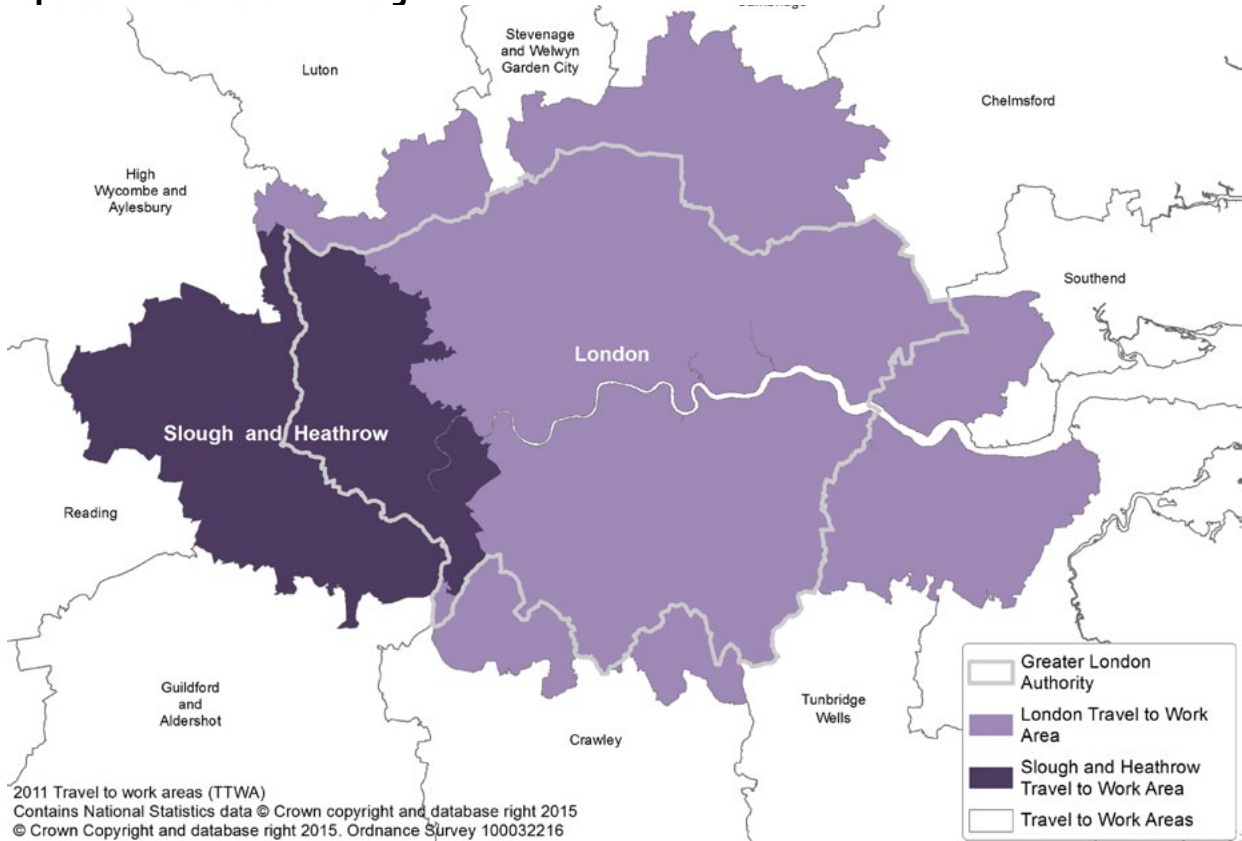 Stevenage
and Welwyn
Garden City
Luton
Chelmsford
High
Wycombe and
Aylesbury
Southend
London
Slough and Heathrow
Reading
Guildford
and
Aldershot
Crawley
Tunbridge
Wells
Greater London
Authority
London Travel to Work
Area
Slough and Heathrow
Travel to Work Area
Travel to Work Areas
2011 Travel to work areas (TTWA)
Contains National Statistics data © Crown copyright and database right 2015
© Crown Copyright and database right 2015. Ordnance Survey 100032216